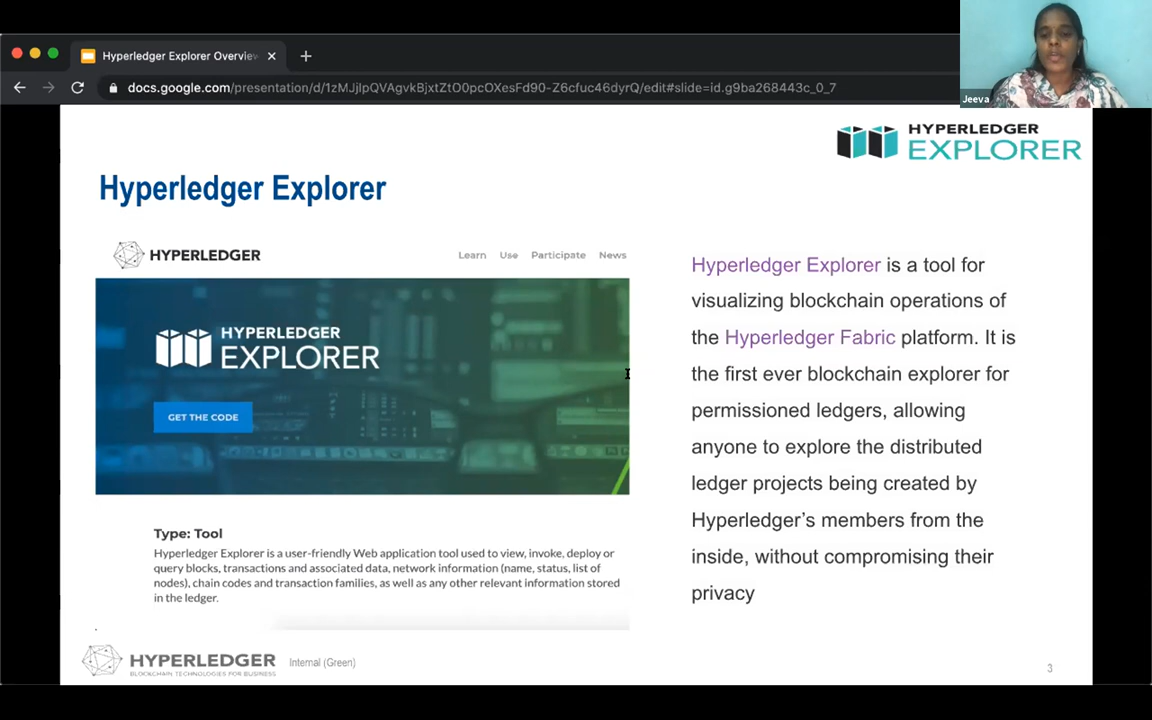 Hyperledger Explorer Overview
docs.google.com/presentation/d/1zMJjlpQVAgvkBjxtZtO0pcOXesFd90-Z6cfuc46dyrQ/edit#slide=id.g9ba268443c_0_7
Jeeva
HYPERLEDGER
EXPLORER
Hyperledger Explorer
HYPERLEDGER
Learn Use Participate News
HYPERLEDGER
EXPLORER
GET THE CODE
Type: Tool
Hyperledger Explorer is a user-friendly Web application tool used to view, invoke, deploy or
query blocks, transactions and associated data, network information (name, status, list of
nodes), chain codes and transaction families, as well as any other relevant information stored
in the ledger.
Hyperledger Explorer is a tool for
visualizing blockchain operations of
the Hyperledger Fabric platform. It is
the first ever blockchain explorer for
permissioned ledgers, allowing
anyone to explore the distributed
ledger projects being created by
Hyperledger’s members from the
inside, without compromising their
privacy
HYPERLEDGER
BLOCKCHAIN TECHNOLOGIES FOR BUSINESS
Internal (Green)
3